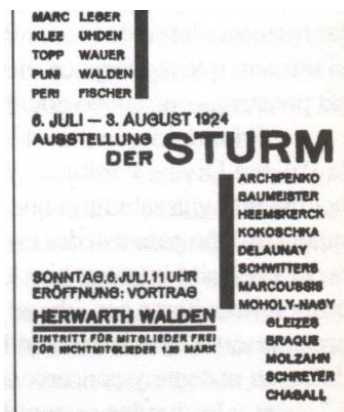 MARC LEGER
KLEE UHDEN
TOPP WAUER
PUNI WALDEN
PERI FISCHER
6. JULI — 3. AUGUST 1924
AUSSTELLUNG
DER STURM
ARCHIPENKO
BAUMEISTER
HEEMSKERCK
KOKOSCHKA
DELAUNAY
SCHWITTERS
MARCOUSSIS
MOHOLY-NAGY
GLEIZES
BRAQUE
MOLZAHN
SCHREYER
CHAGALL
SONNTAG, 6. JULI, 11 UHR
ERÖFFNUNG: VORTRAG
HERWARTH WALDEN
EINTRITT FÜR MITGLIEDER FREI
FÜR NICHTMITGLIEDER MARK